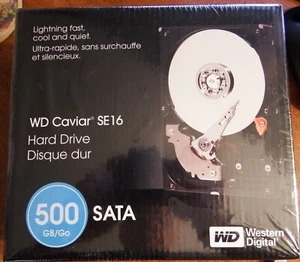 Lightning fast,
cool and quiet.
Ultra-rapide, sans surchauffe
et silencieux.
WD Caviar® SE16
Hard Drive
Disque dur
500
GB/Go
SATA
WD
Western
Digital